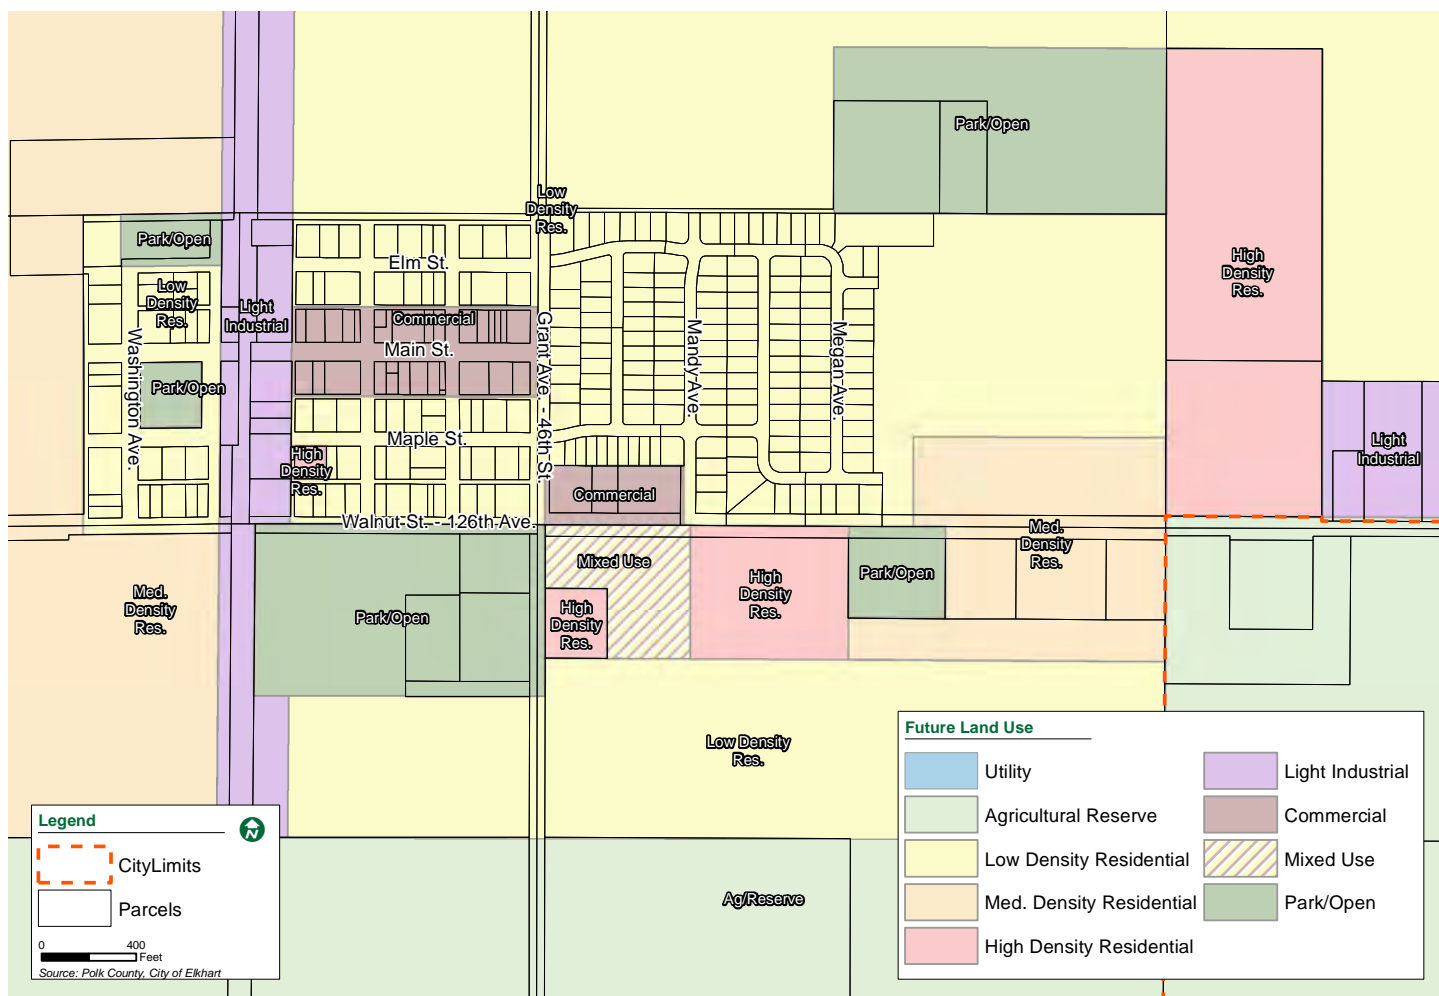 Park/Open
Low
Density
Res.
Park/Open
Elm St.
High
Density
Res.
Low
Density
Res.
Light
Industrial
Commercial
Main St.
Washington Ave.
Grant Ave. - 46th St.
Mandy Ave.
Megan Ave.
Park/Open
Maple St.
Light
Industrial
High
Density
Res.
Commercial
Walnut St. - 126th Ave.
Med.
Density
Res.
Mixed Use
Park/Open
High
Density
Res.
Med.
Density
Res.
High
Density
Res.
Park/Open
Low Density
Res.
Ag/Reserve
Legend
N
CityLimits
Parcels
0 400
Feet
Source: Polk County, City of Elkhart
Future Land Use
Utility
Agricultural Reserve
Low Density Residential
Med. Density Residential
High Density Residential
Light Industrial
Commercial
Mixed Use
Park/Open